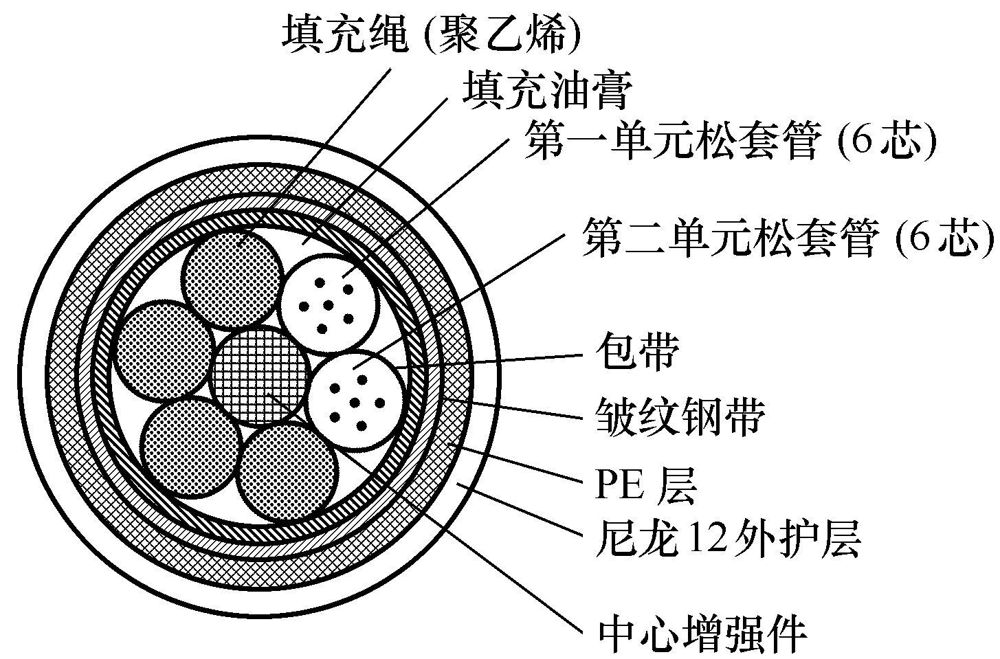 填充绳 (聚乙烯)
填充油膏
第一单元松套管 (6 芯)
第二单元松套管 (6 芯)
包带
皱纹钢带
PE 层
尼龙12外护层
中心增强件